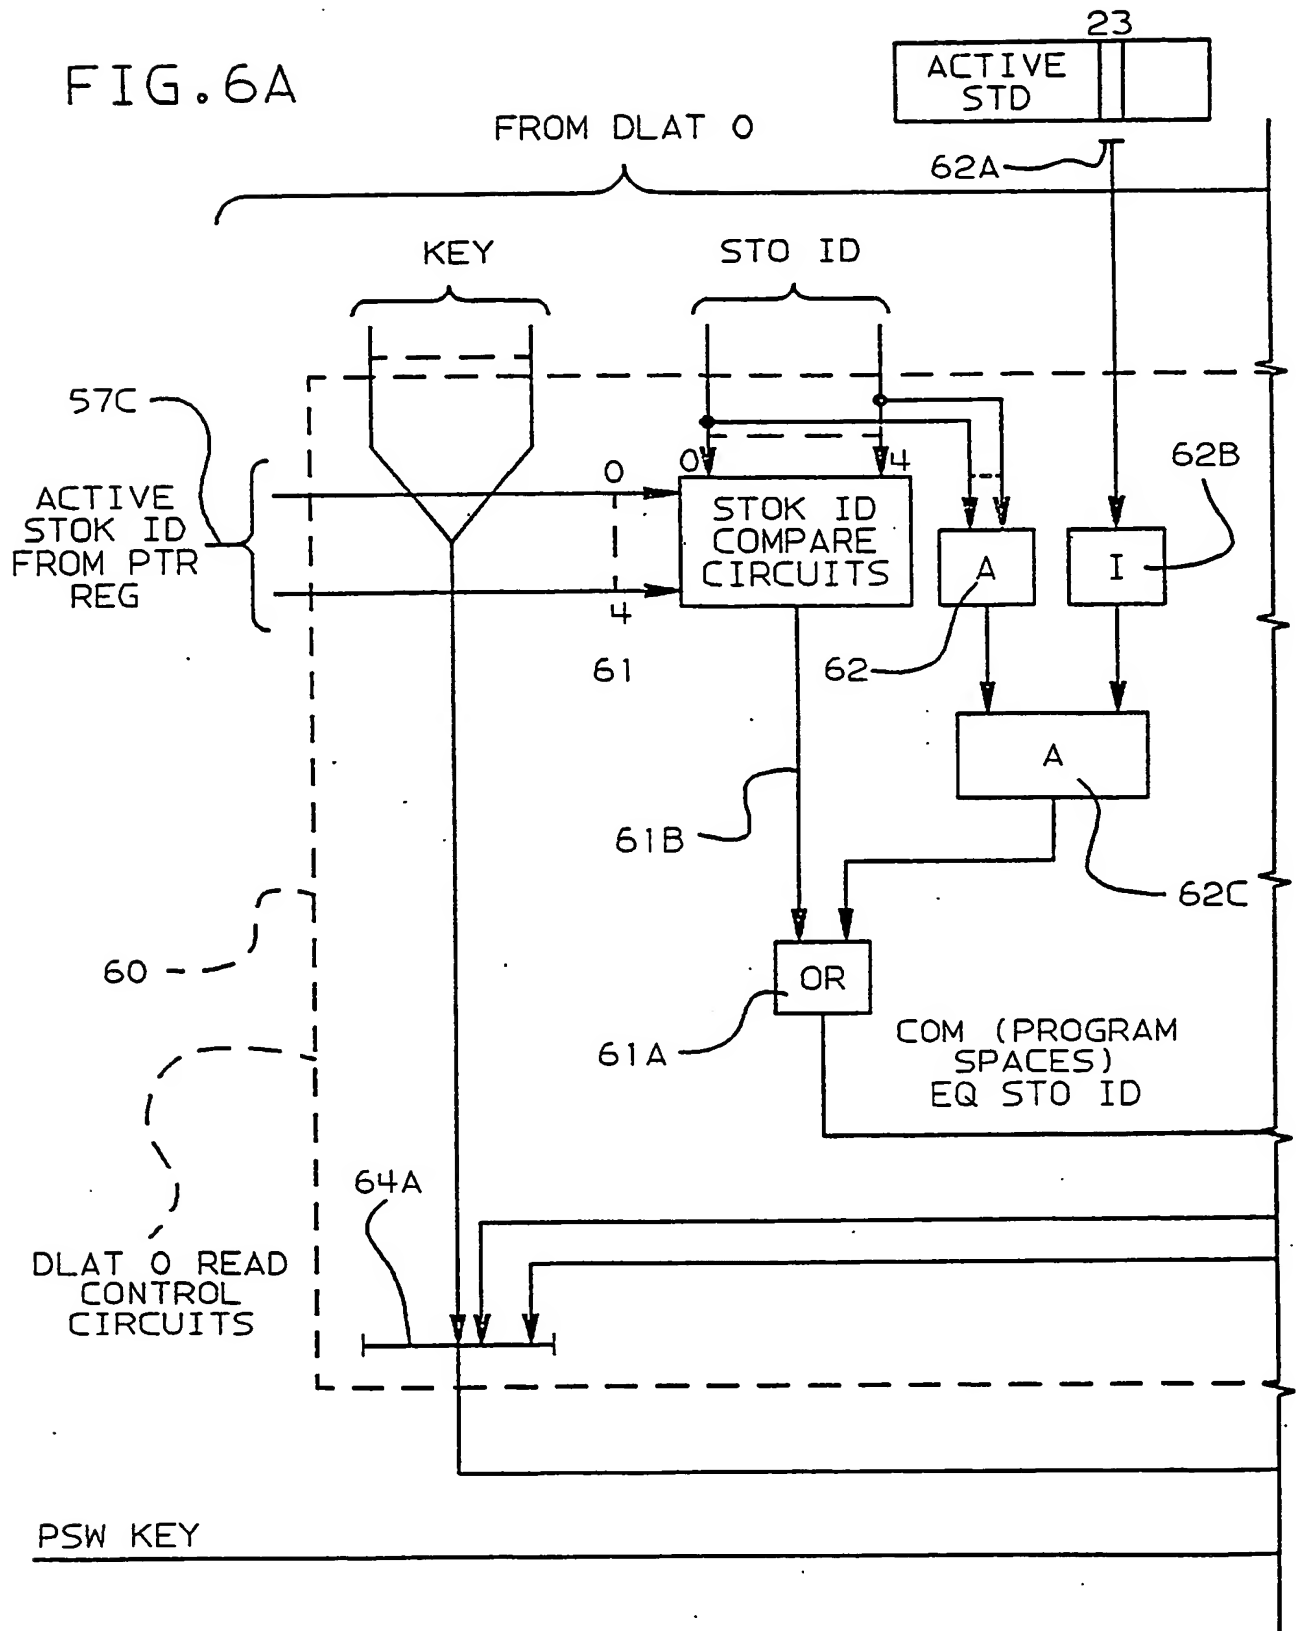 FIG.6A
23
ACTIVE
STD
FROM DLAT 0
62A
KEY
STO ID
57C
ACTIVE
STOK ID
FROM PTR
REG
0
4
0
4
STOK ID
COMPARE
CIRCUITS
A
I
62B
61
62
A
61B
62C
60
OR
61A
COM (PROGRAM
SPACES)
EQ STO ID
64A
DLAT 0 READ
CONTROL
CIRCUITS
PSW KEY